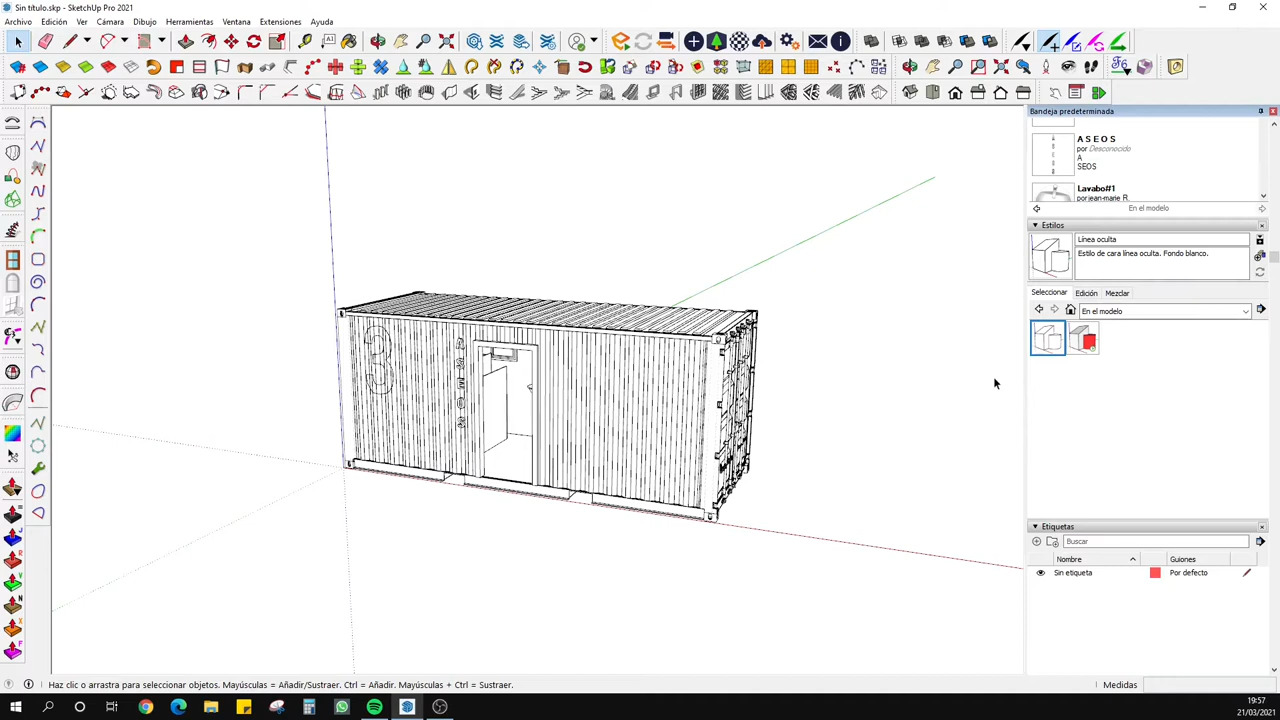 Sin título.skp - SketchUp Pro 2021
Archivo Edición Ver Cámara Dibujo Herramientas Ventana Extensiones Ayuda
Bandeja predeterminada
A S E O S
por Desconocido
A
SEOS
Lavabo#1
por jean-marie R.
En el modelo
Estilos
Línea oculta
Estilo de cara línea oculta. Fondo blanco.
Seleccionar Edición Mezclar
En el modelo
3
Etiquetas
Buscar
Nombre Guiones
Sin etiqueta Por defecto
Haz clic o arrastra para seleccionar objetos. Mayúsculas = Añadir/Sustraer. Ctrl = Añadir. Mayúsculas + Ctrl = Sustraer.
Medidas
19:57
21/03/2021